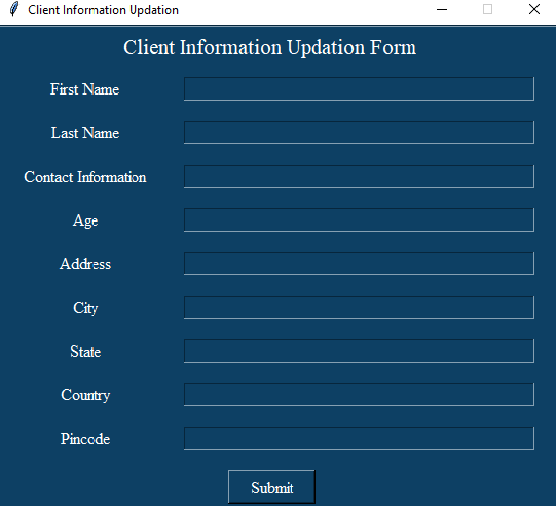 Client Information Updation
Client Information Updation Form
First Name
Last Name
Contact Information
Age
Address
City
State
Country
Pincode
Submit